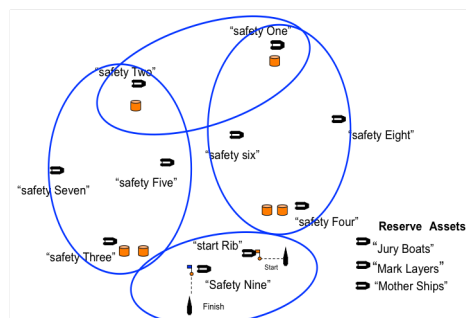 “safety One”
“safety Two”
“safety Eight”
“safety six”
“safety Five”
“safety Seven”
“safety Four”
Reserve Assets
“start Rib”
“Jury Boats”
“safety Three”
Start
“Mark Layers”
“Safety Nine”
“Mother Ships”
Finish